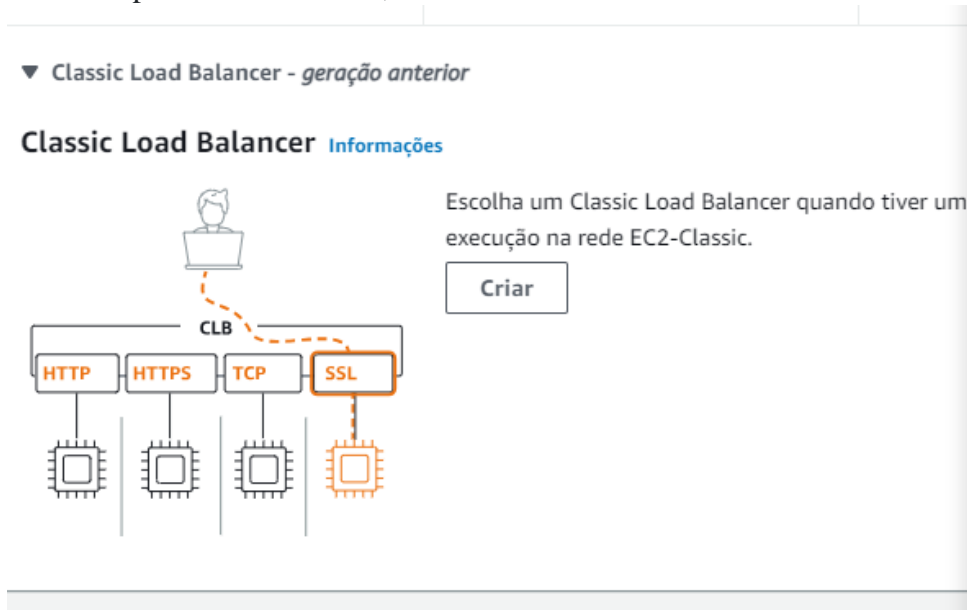 Classic Load Balancer - geração anterior
Classic Load Balancer Informações
Escolha um Classic Load Balancer quando tiver um
execução na rede EC2-Classic.
Criar
CLB
HTTP HTTPS TCP SSL